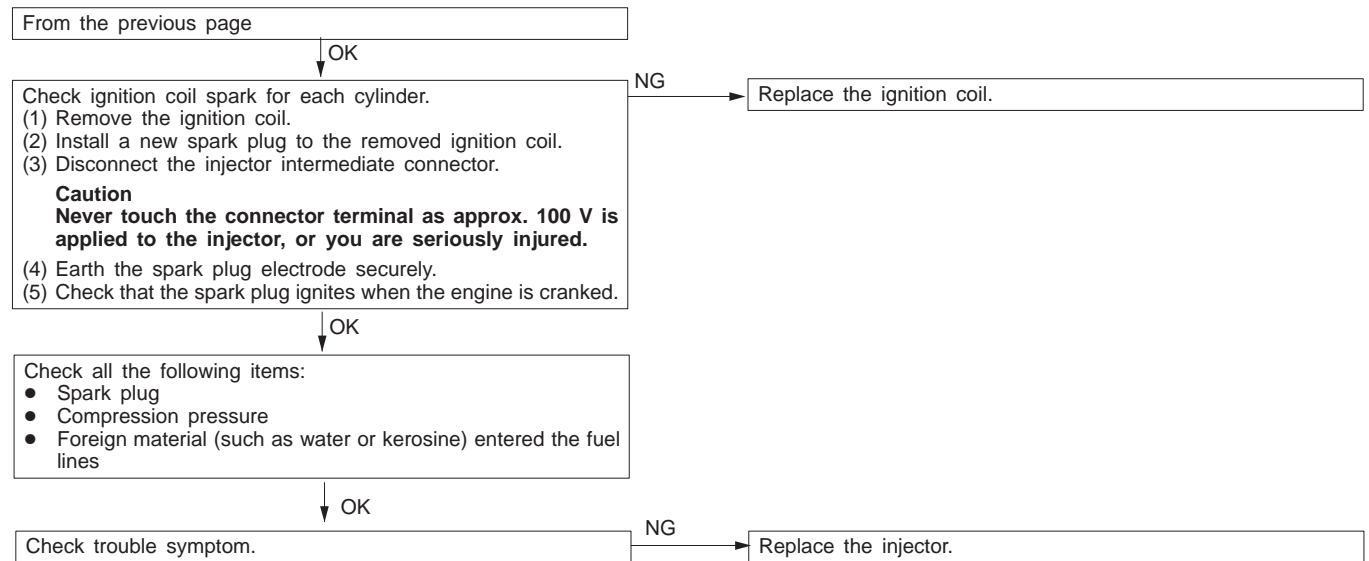 From the previous page
OK
Check ignition coil spark for each cylinder.
(1) Remove the ignition coil.
(2) Install a new spark plug to the removed ignition coil.
(3) Disconnect the injector intermediate connector.
Caution
Never touch the connector terminal as approx. 100 V is
applied to the injector, or you are seriously injured.
(4) Earth the spark plug electrode securely.
(5) Check that the spark plug ignites when the engine is cranked.
NG
Replace the ignition coil.
OK
Check all the following items:
● Spark plug
● Compression pressure
● Foreign material (such as water or kerosine) entered the fuel
lines
OK
Check trouble symptom.
NG
Replace the injector.